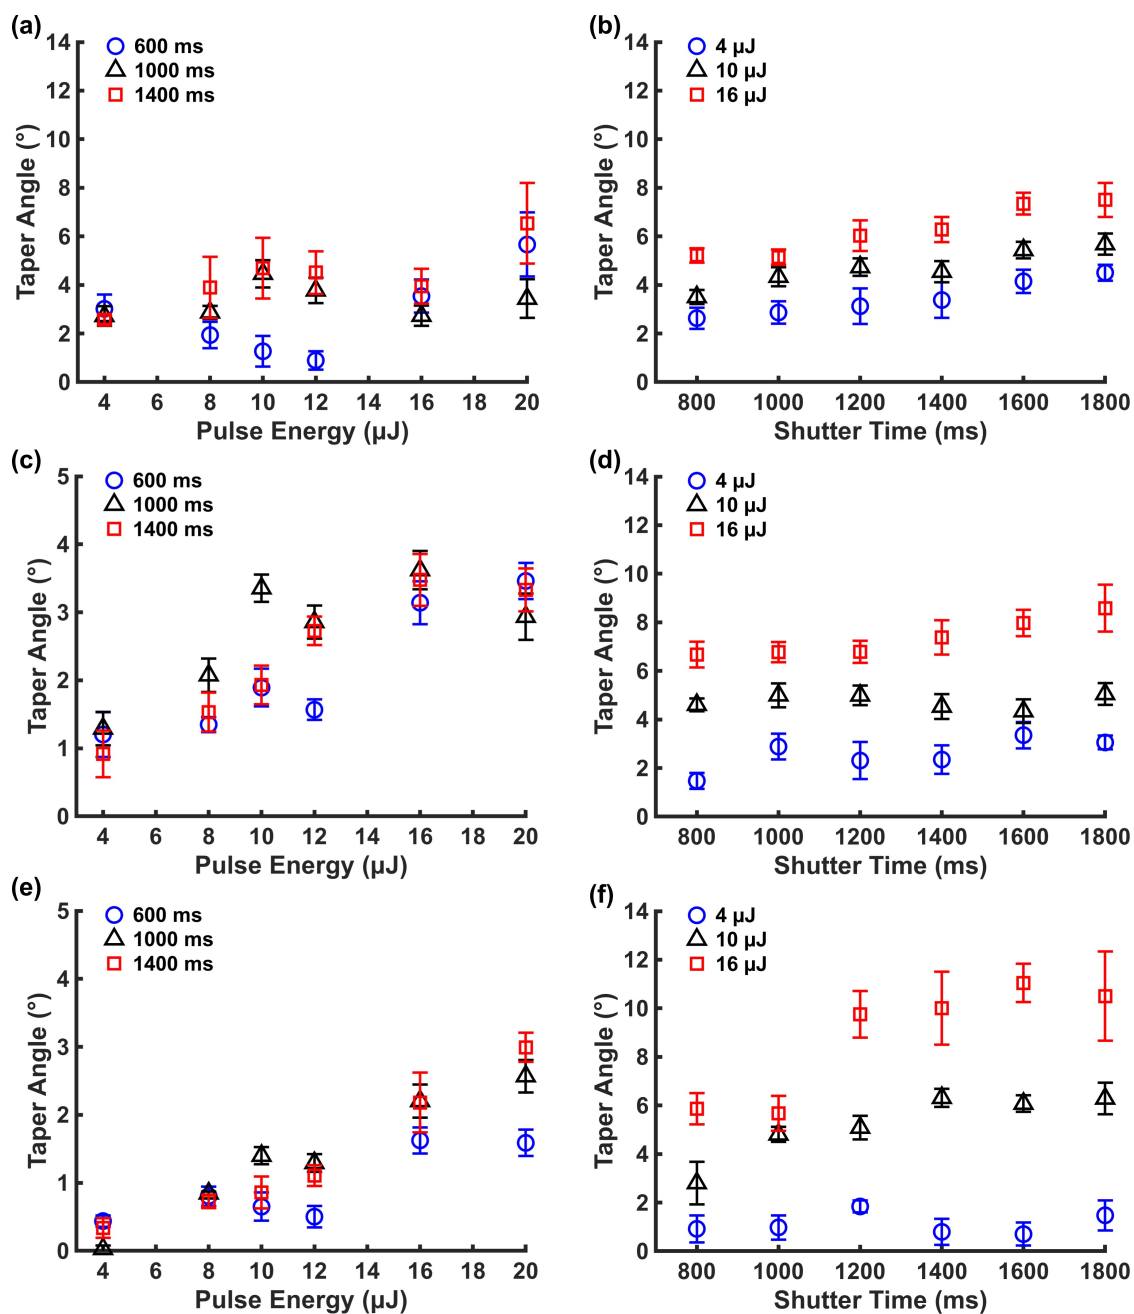 (a)
600 ms
1000 ms
1400 ms
14
12
10
8
6
4
2
0
Taper Angle (°)
4 6 8 10 12 14 16 18 20
Pulse Energy (µJ)
(b)
4 µJ
10 µJ
16 µJ
14
12
10
8
6
4
2
0
Taper Angle (°)
800 1000 1200 1400 1600 1800
Shutter Time (ms)
(c)
600 ms
1000 ms
1400 ms
5
4
3
2
1
0
Taper Angle (°)
4 6 8 10 12 14 16 18 20
Pulse Energy (µJ)
(d)
4 µJ
10 µJ
16 µJ
14
12
10
8
6
4
2
0
Taper Angle (°)
800 1000 1200 1400 1600 1800
Shutter Time (ms)
(e)
600 ms
1000 ms
1400 ms
5
4
3
2
1
0
Taper Angle (°)
4 6 8 10 12 14 16 18 20
Pulse Energy (µJ)
(f)
4 µJ
10 µJ
16 µJ
14
12
10
8
6
4
2
0
Taper Angle (°)
800 1000 1200 1400 1600 1800
Shutter Time (ms)